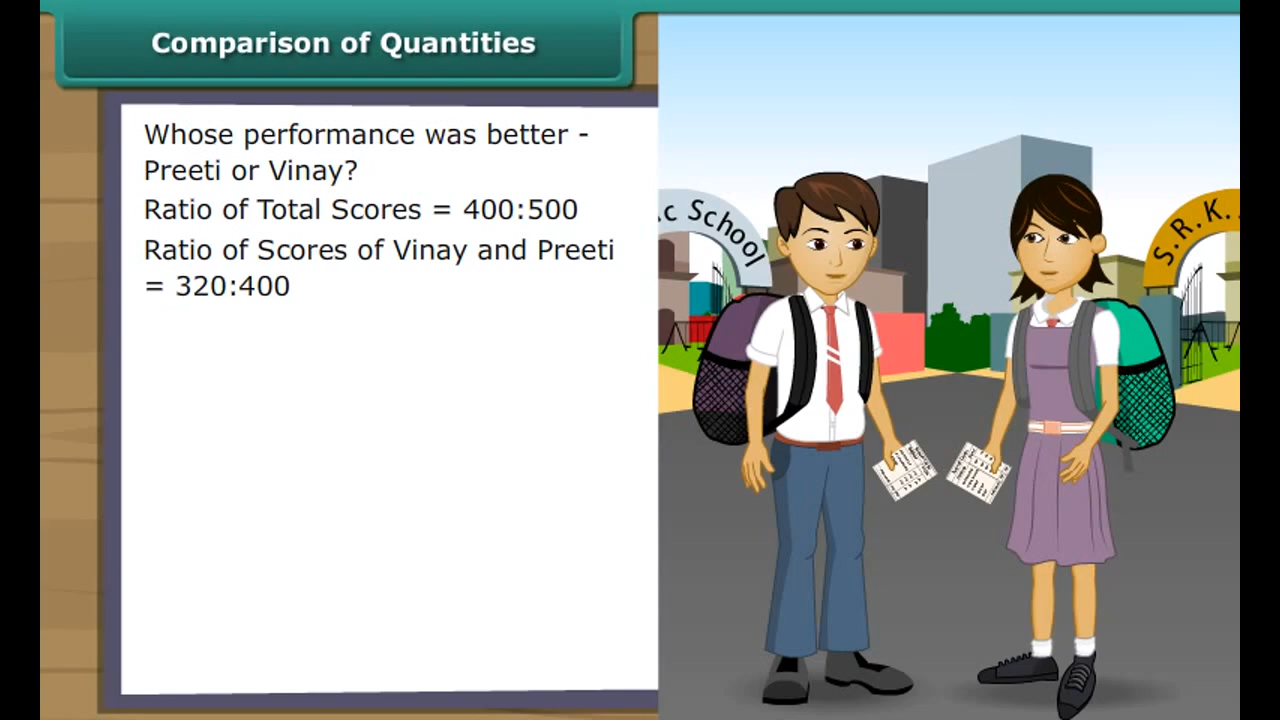 Comparison of Quantities
Whose performance was better -
Preeti or Vinay?
Ratio of Total Scores = 400:500
Ratio of Scores of Vinay and Preeti
= 320:400
c School
S.R.K.